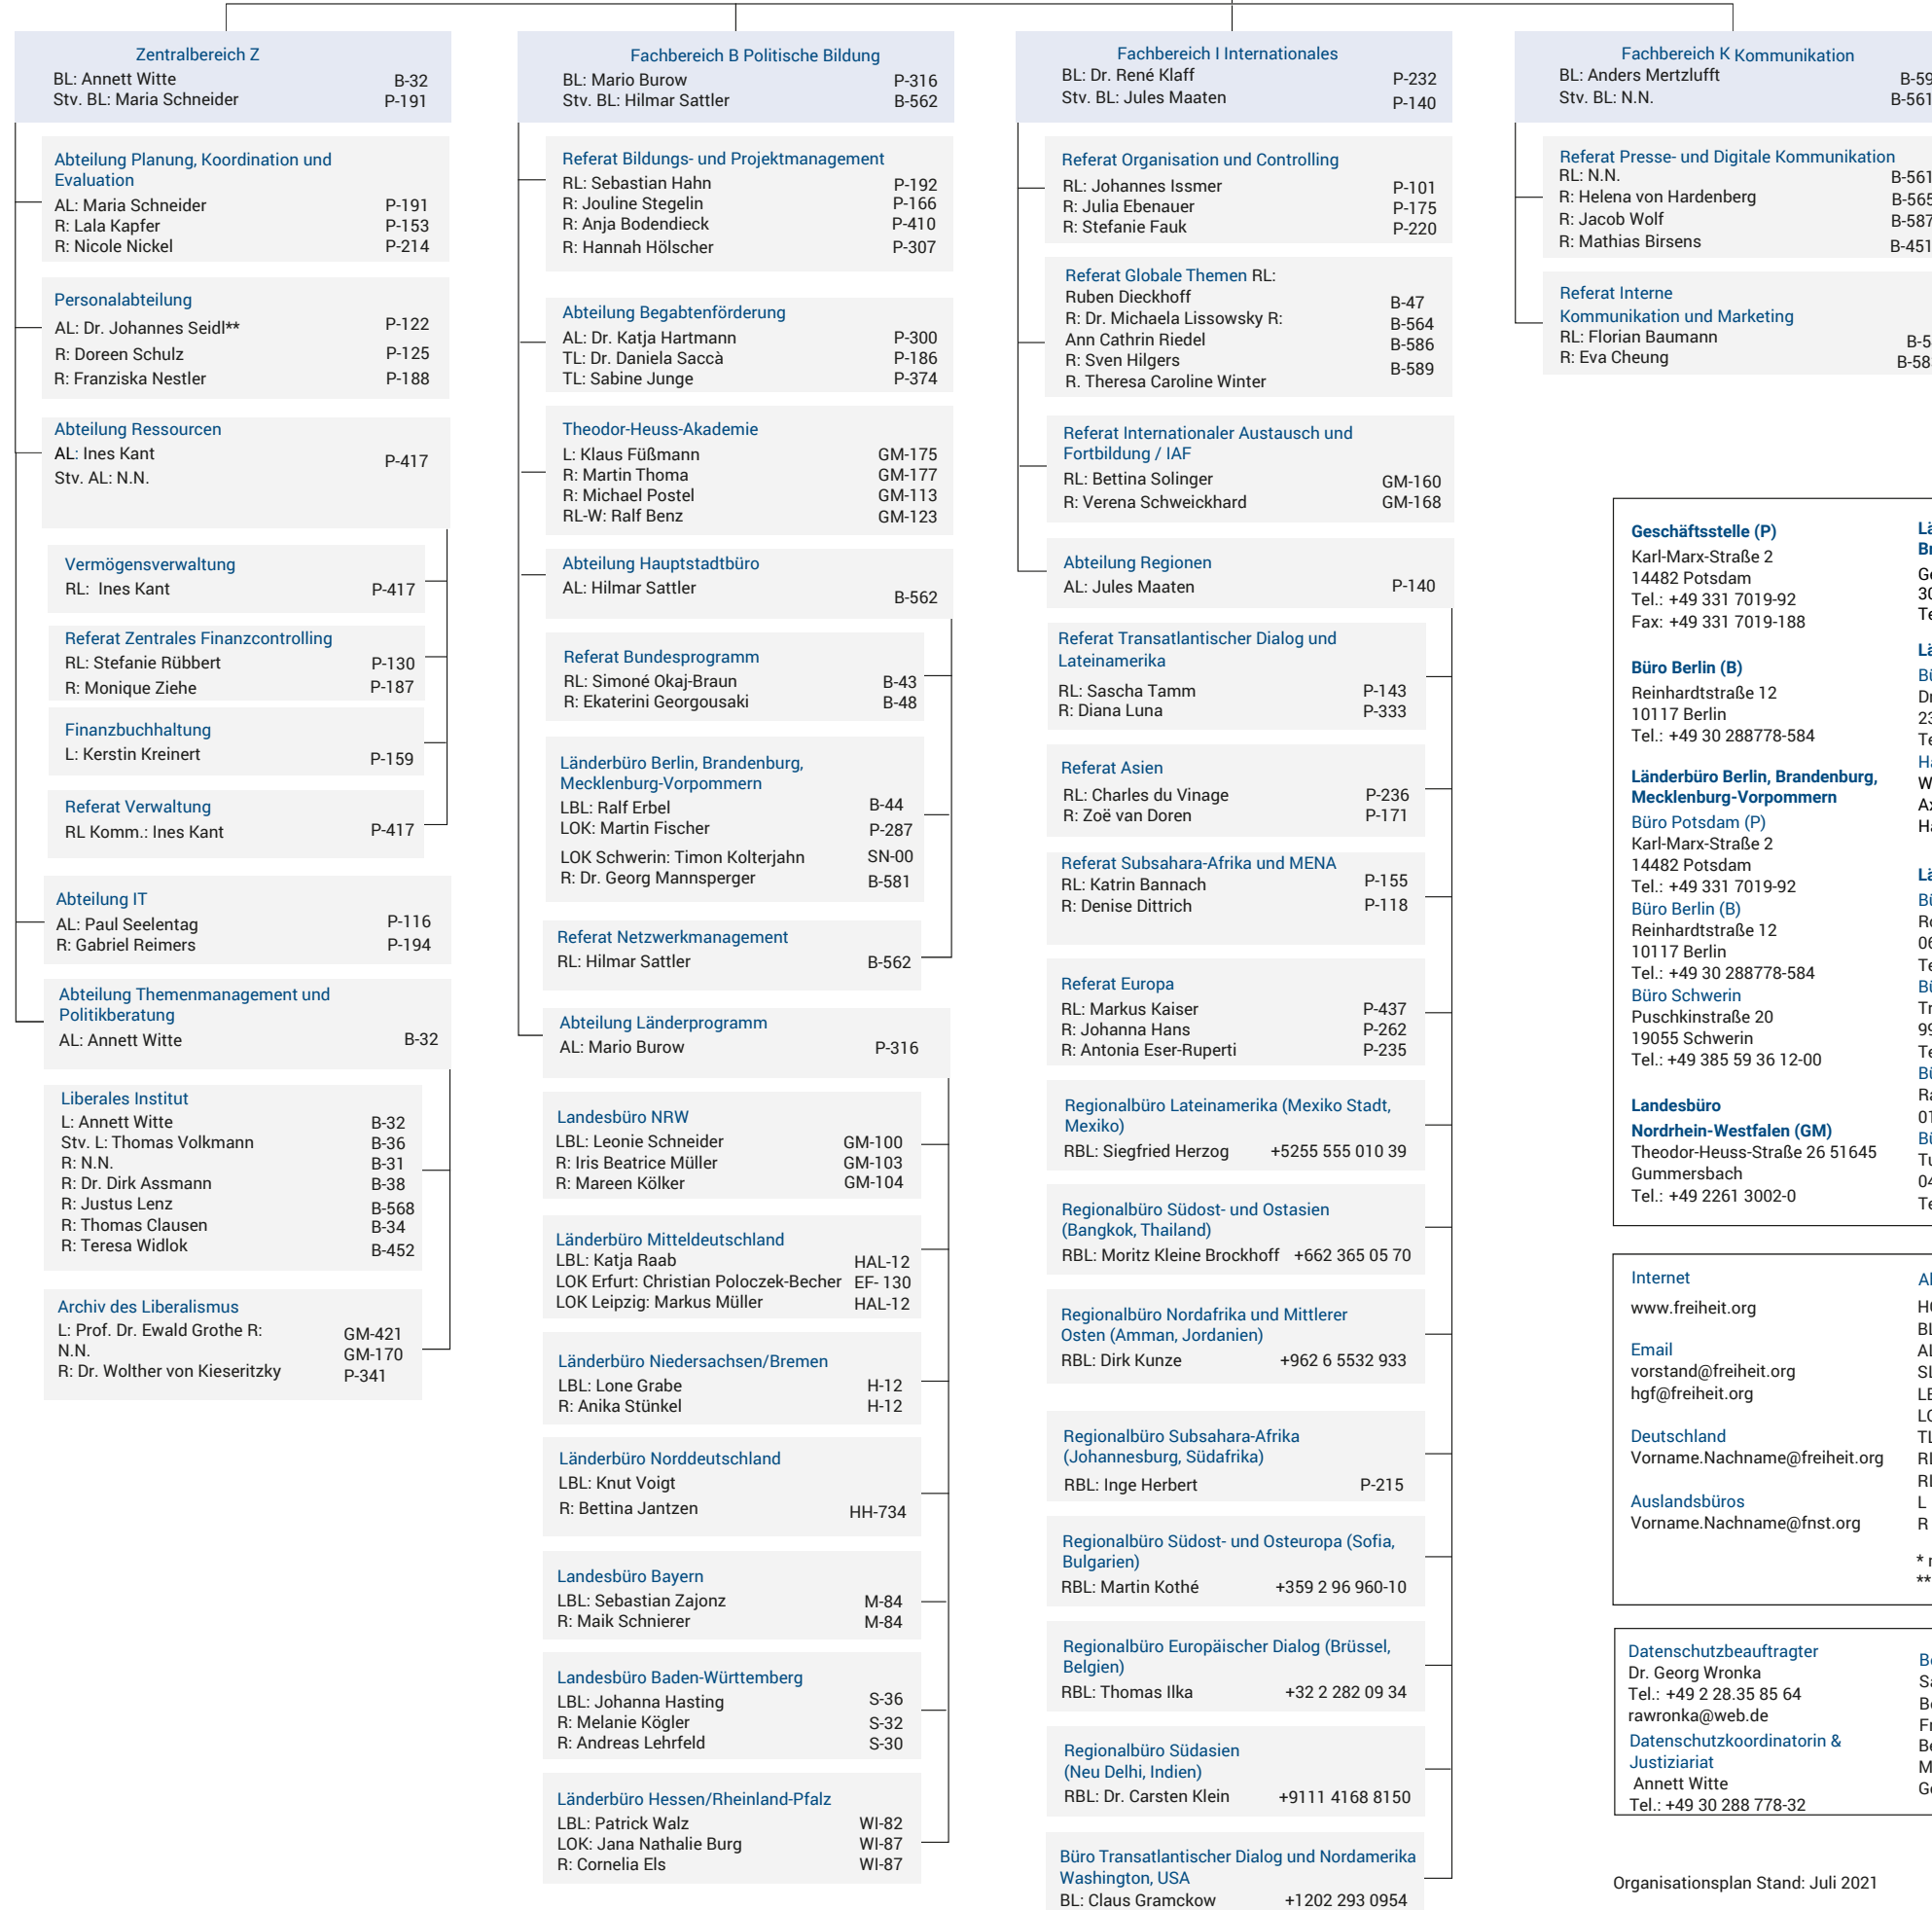 Zentralbereich Z
BL: Annett Witte B-32
Stv. BL: Maria Schneider P-191
Abteilung Planung, Koordination und
Evaluation
AL: Maria Schneider P-191
R: Lala Kapfer P-153
R: Nicole Nickel P-214
Personalabteilung
AL: Dr. Johannes Seidl** P-122
R: Doreen Schulz P-125
R: Franziska Nestler P-188
Abteilung Ressourcen
AL: Ines Kant P-417
Stv. AL: N.N.
Vermögensverwaltung
RL: Ines Kant P-417
Referat Zentrales Finanzcontrolling
RL: Stefanie Rübbert P-130
R: Monique Ziehe P-187
Finanzbuchhaltung
L: Kerstin Kreinert P-159
Referat Verwaltung
RL Komm.: Ines Kant P-417
Abteilung IT
AL: Paul Seelentag P-116
R: Gabriel Reimers P-194
Abteilung Themenmanagement und
Politikberatung
AL: Annett Witte B-32
Liberales Institut
L: Annett Witte B-32
Stv. L: Thomas Volkmann B-36
R: N.N. B-31
R: Dr. Dirk Assmann B-38
R: Justus Lenz B-568
R: Thomas Clausen B-34
R: Teresa Widlok B-452
Archiv des Liberalismus
L: Prof. Dr. Ewald Grothe R: GM-421
N.N. GM-170
R: Dr. Wolther von Kieseritzky P-341
Fachbereich B Politische Bildung
BL: Mario Burow P-316
Stv. BL: Hilmar Sattler B-562
Referat Bildungs- und Projektmanagement
RL: Sebastian Hahn P-192
R: Jouline Stegelin P-166
R: Anja Bodendieck P-410
R: Hannah Hölscher P-307
Abteilung Begabtenförderung
AL: Dr. Katja Hartmann P-300
TL: Dr. Daniela Saccà P-186
TL: Sabine Junge P-374
Theodor-Heuss-Akademie
L: Klaus Füßmann GM-175
R: Martin Thoma GM-177
R: Michael Postel GM-113
RL-W: Ralf Benz GM-123
Abteilung Hauptstadtbüro
AL: Hilmar Sattler B-562
Referat Bundesprogramm
RL: Simoné Okaj-Braun B-43
R: Ekaterini Georgousaki B-48
Länderbüro Berlin, Brandenburg,
Mecklenburg-Vorpommern
LBL: Ralf Erbel B-44
LOK: Martin Fischer P-287
LOK Schwerin: Timon Kolterjahn SN-00
R: Dr. Georg Mannsperger B-581
Referat Netzwerkmanagement
RL: Hilmar Sattler B-562
Abteilung Länderprogramm
AL: Mario Burow P-316
Landesbüro NRW
LBL: Leonie Schneider GM-100
R: Iris Beatrice Müller GM-103
R: Mareen Kölker GM-104
Länderbüro Mitteldeutschland
LBL: Katja Raab HAL-12
LOK Erfurt: Christian Poloczek-Becher EF- 130
LOK Leipzig: Markus Müller HAL-12
Länderbüro Niedersachsen/Bremen
LBL: Lone Grabe H-12
R: Anika Stünkel H-12
Länderbüro Norddeutschland
LBL: Knut Voigt
R: Bettina Jantzen HH-734
Landesbüro Bayern
LBL: Sebastian Zajonz M-84
R: Maik Schnierer M-84
Landesbüro Baden-Württemberg
LBL: Johanna Hasting S-36
R: Melanie Kögler S-32
R: Andreas Lehrfeld S-30
Länderbüro Hessen/Rheinland-Pfalz
LBL: Patrick Walz WI-82
LOK: Jana Nathalie Burg WI-87
R: Cornelia Els WI-87
Fachbereich I Internationales
BL: Dr. René Klaff P-232
Stv. BL: Jules Maaten P-140
Referat Organisation und Controlling
RL: Johannes Issmer P-101
R: Julia Ebenauer P-175
R: Stefanie Fauk P-220
Referat Globale Themen RL:
Ruben Dieckhoff B-47
R: Dr. Michaela Lissowsky R: B-564
Ann Cathrin Riedel B-586
R: Sven Hilgers B-589
R. Theresa Caroline Winter
Referat Internationaler Austausch und
Fortbildung / IAF
RL: Bettina Solinger GM-160
R: Verena Schweickhard GM-168
Abteilung Regionen
AL: Jules Maaten P-140
Referat Transatlantischer Dialog und
Lateinamerika
RL: Sascha Tamm P-143
R: Diana Luna P-333
Referat Asien
RL: Charles du Vinage P-236
R: Zoë van Doren P-171
Referat Subsahara-Afrika und MENA
RL: Katrin Bannach P-155
R: Denise Dittrich P-118
Referat Europa
RL: Markus Kaiser P-437
R: Johanna Hans P-262
R: Antonia Eser-Ruperti P-235
Regionalbüro Lateinamerika (Mexiko Stadt,
Mexiko)
RBL: Siegfried Herzog +5255 555 010 39
Regionalbüro Südost- und Ostasien
(Bangkok, Thailand)
RBL: Moritz Kleine Brockhoff +662 365 05 70
Regionalbüro Nordafrika und Mittlerer
Osten (Amman, Jordanien)
RBL: Dirk Kunze +962 6 5532 933
Regionalbüro Subsahara-Afrika
(Johannesburg, Südafrika)
RBL: Inge Herbert P-215
Regionalbüro Südost- und Osteuropa (Sofia,
Bulgarien)
RBL: Martin Kothé +359 2 96 960-10
Regionalbüro Europäischer Dialog (Brüssel,
Belgien)
RBL: Thomas Ilka +32 2 282 09 34
Regionalbüro Südasien
(Neu Delhi, Indien)
RBL: Dr. Carsten Klein +9111 4168 8150
Büro Transatlantischer Dialog und Nordamerika
Washington, USA
BL: Claus Gramckow +1202 293 0954
Fachbereich K Kommunikation
BL: Anders Mertzlufft B-59
Stv. BL: N.N. B-561
Referat Presse- und Digitale Kommunikation
RL: N.N. B-561
R: Helena von Hardenberg B-565
R: Jacob Wolf B-587
R: Mathias Birsens B-451
Referat Interne
Kommunikation und Marketing
RL: Florian Baumann B-5
R: Eva Cheung B-58
Geschäftsstelle (P)
Karl-Marx-Straße 2
14482 Potsdam
Tel.: +49 331 7019-92
Fax: +49 331 7019-188
Büro Berlin (B)
Reinhardtstraße 12
10117 Berlin
Tel.: +49 30 288778-584
Länderbüro Berlin, Brandenburg,
Mecklenburg-Vorpommern
Büro Potsdam (P)
Karl-Marx-Straße 2
14482 Potsdam
Tel.: +49 331 7019-92
Büro Berlin (B)
Reinhardtstraße 12
10117 Berlin
Tel.: +49 30 288778-584
Büro Schwerin
Puschkinstraße 20
19055 Schwerin
Tel.: +49 385 59 36 12-00
Landesbüro
Nordrhein-Westfalen (GM)
Theodor-Heuss-Straße 26 51645
Gummersbach
Tel.: +49 2261 3002-0
Internet
www.freiheit.org
Email
vorstand@freiheit.org
hgf@freiheit.org
Deutschland
Vorname.Nachname@freiheit.org
Auslandsbüros
Vorname.Nachname@fnst.org
L
R
*
**
Datenschutzbeauftragter
Dr. Georg Wronka
Tel.: +49 2 28.35 85 64
rawronka@web.de
Datenschutzkoordinatorin &
Justiziariat
Annett Witte
Tel.: +49 30 288 778-32
Organisationsplan Stand: Juli 2021